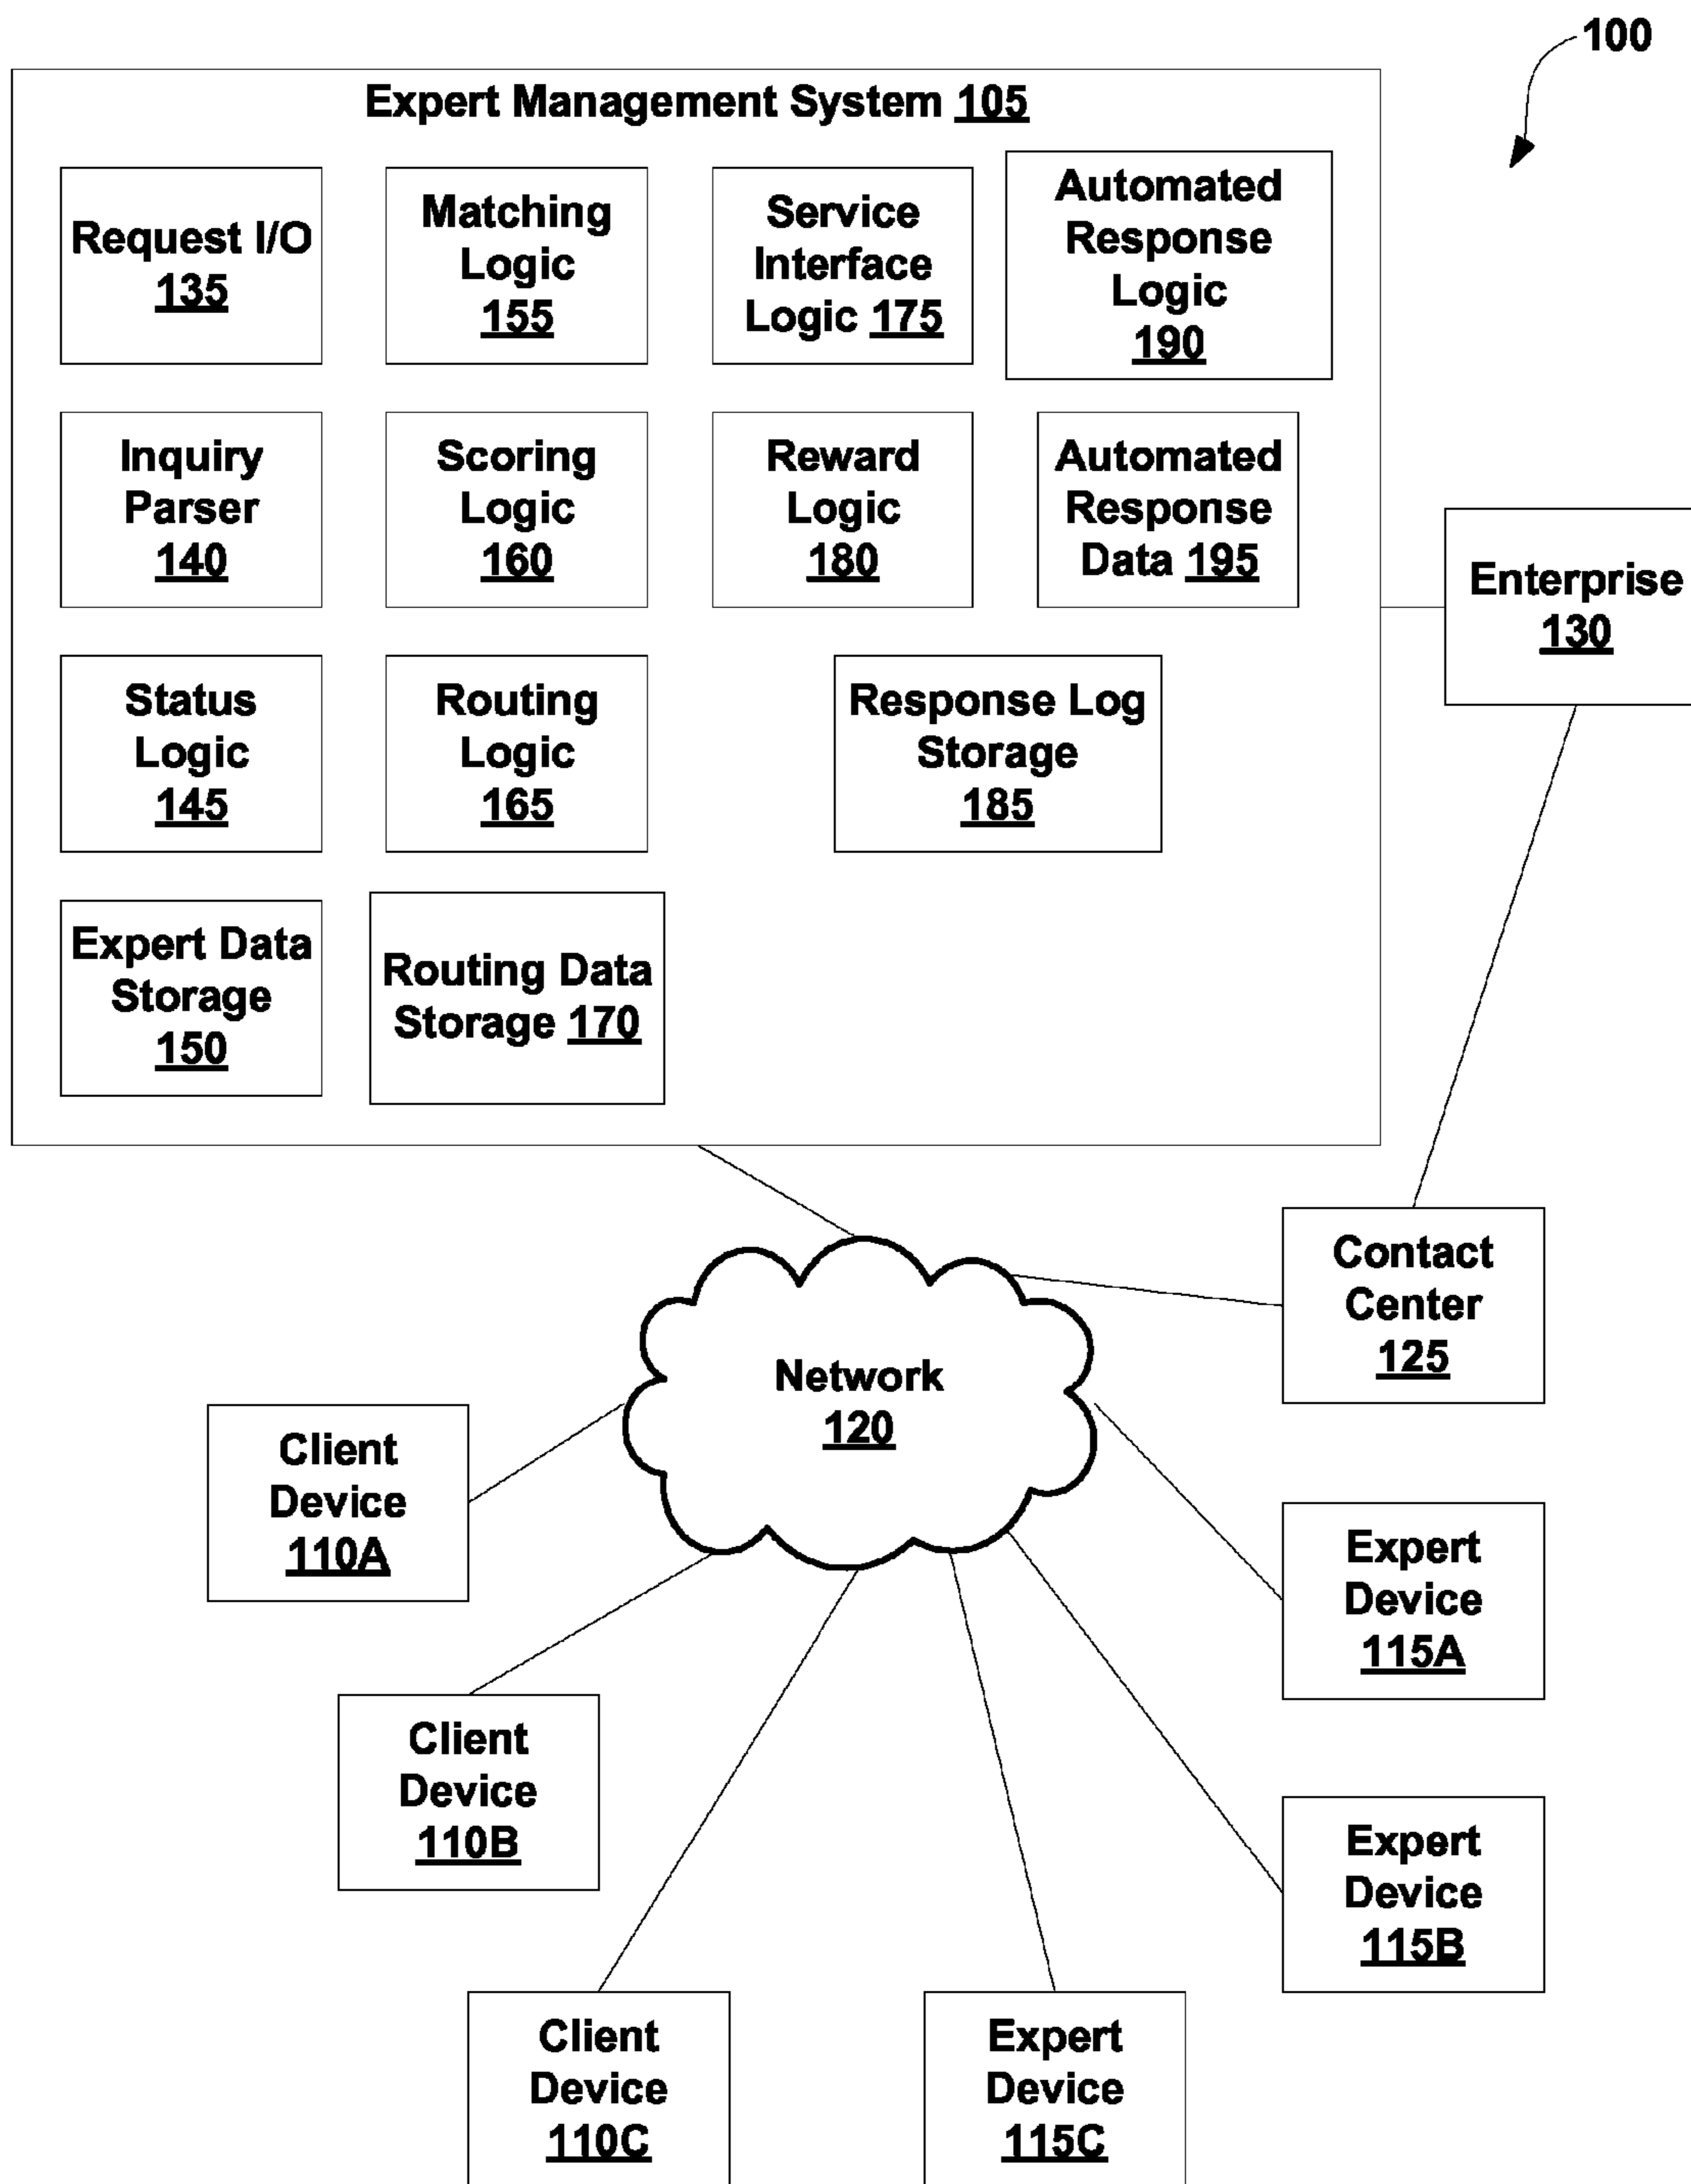 100
Expert Management System 105
Request I/O
135
Matching
Logic
155
Service
Interface
Logic 175
Automated
Response
Logic
190
Inquiry
Parser
140
Scoring
Logic
160
Reward
Logic
180
Automated
Response
Data 195
Enterprise
130
Status
Logic
145
Routing
Logic
165
Response Log
Storage
185
Expert Data
Storage
150
Routing Data
Storage 170
Contact
Center
125
Network
120
Client
Device
110A
Expert
Device
115A
Client
Device
110B
Expert
Device
115B
Client
Device
110C
Expert
Device
115C